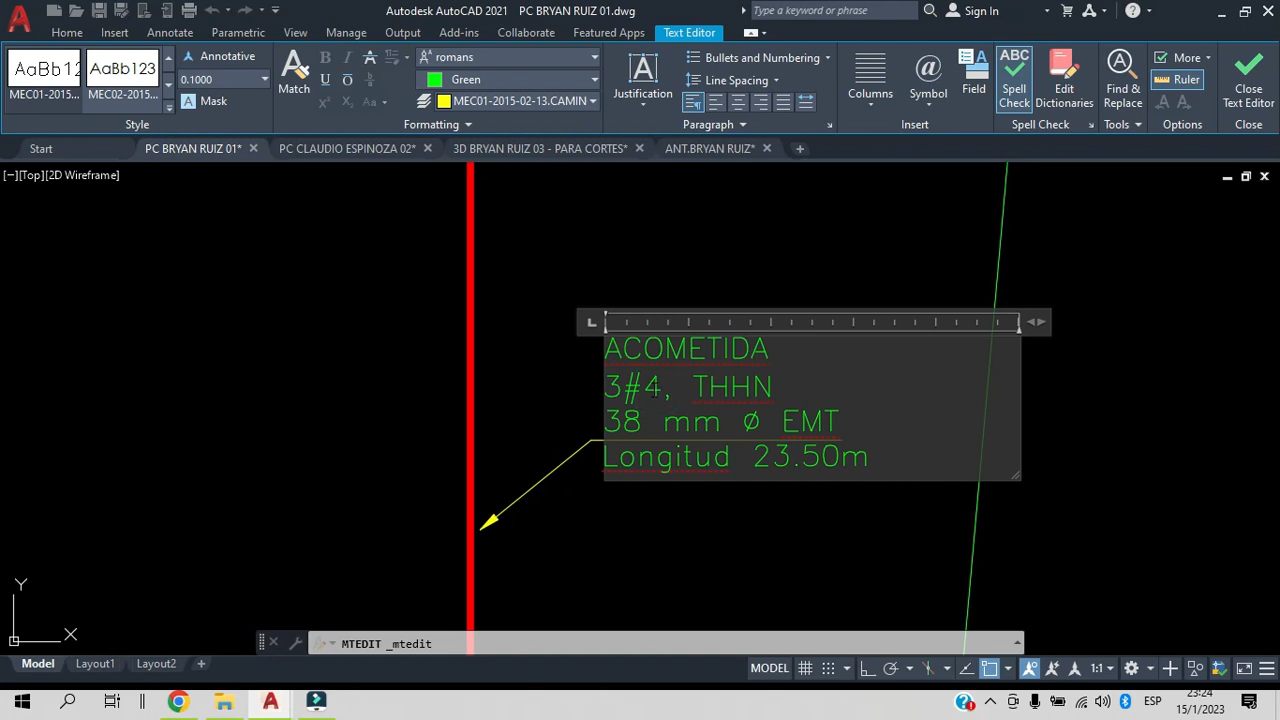 Autodesk AutoCAD 2021 PC BRYAN RUIZ 01.dwg
Type a keyword or phrase
Sign In
Home Insert Annotate Parametric View Manage Output Add-ins Collaborate Express Tools Featured Apps Text Editor
AaBb12 AaBb123
MEC01-2015... MEC02-2015...
Annotative
0.1000
Mask
Style
Match
romans
Green
MEC01-2015-02-13.CAMIN
Formatting
Justification
Bullets and Numbering
Line Spacing
Paragraph
Columns
Symbol
Field
Insert
ABC
Spell Check
Edit Dictionaries
Spell Check
Find & Replace
Tools
More
Ruler
Options
Close Text Editor
Close
Start
PC BRYAN RUIZ 01*
PC CLAUDIO ESPINOZA 02*
3D BRYAN RUIZ 03 - PARA CORTES*
ANT.BRYAN RUIZ*
[−][Top][2D Wireframe]
ACOMETIDA
3#4, THHN
38 mm Ø EMT
Longitud 23.50m
Y
X
MTEDIT _mtedit
Model Layout1 Layout2
MODEL
1:1
ESP
23:24
15/1/2023